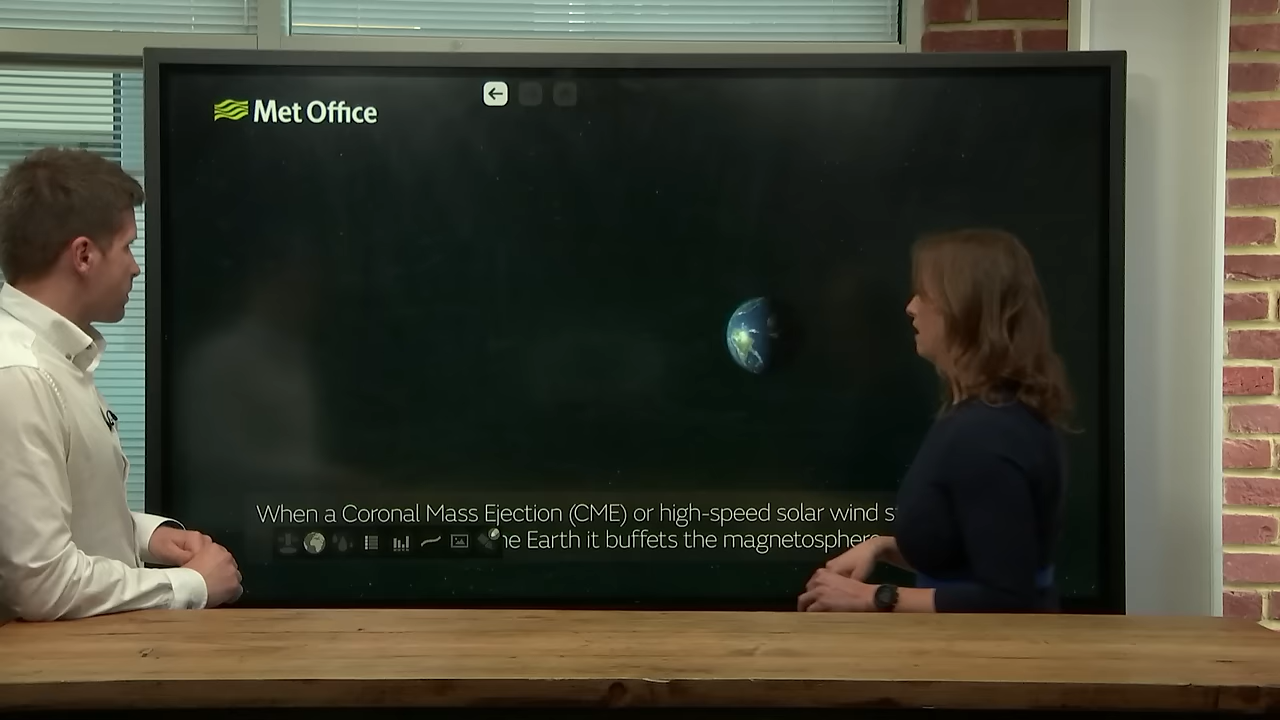 Met Office
When a Coronal Mass Ejection (CME) or high-speed solar wind
Earth it buffets the magnetosphere